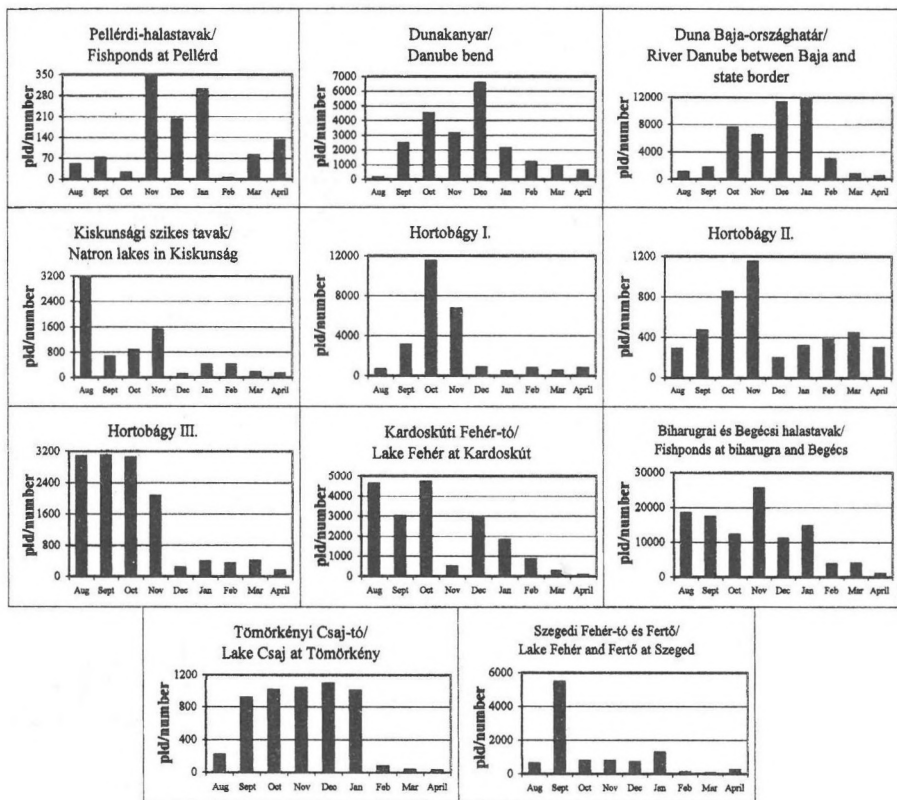 Pellérdi-halastavak/
Fishponds at Pellérd
pld/number
350
280
210
140
70
0
Aug Sept Oct Nov Dec Jan Feb Mar April
Dunakanyar/
Danube bend
pld/number
7000
6000
5000
4000
3000
2000
1000
0
Aug Sept Oct Nov Dec Jan Feb Mar April
Duna Baja-országhatár/
River Danube between Baja and
state border
pld/number
12000
8000
4000
0
Aug Sept Oct Nov Dec Jan Feb Mar April
Kiskunsági szikes tavak/
Natron lakes in Kiskunság
pld/number
3200
2400
1600
800
0
Aug Sept Oct Nov Dec Jan Feb Mar April
Hortobágy I.
pld/number
12000
8000
4000
0
Aug Sept Oct Nov Dec Jan Feb Mar April
Hortobágy II.
pld/number
1200
800
400
0
Aug Sept Oct Nov Dec Jan Feb Mar April
Hortobágy III.
pld/number
3200
2400
1600
800
0
Aug Sept Oct Nov Dec Jan Feb Mar April
Kardoskúti Fehér-tó/
Lake Fehér at Kardoskút
pld/number
5000
4000
3000
2000
1000
0
Aug Sept Oct Nov Dec Jan Feb Mar April
Biharugrai és Begécsi halastavak/
Fishponds at biharugra and Begécs
pld/number
30000
20000
10000
0
Aug Sept Oct Nov Dec Jan Feb Mar April
Tömörkényi Csaj-tó/
Lake Csaj at Tömörkény
pld/number
1200
800
400
0
Aug Sept Oct Nov Dec Jan Feb Mar April
Szegedi Fehér-tó és Fertő/
Lake Fehér and Fertő at Szeged
pld/number
6000
4000
2000
0
Aug Sept Oct Nov Dec Jan Feb Mar April